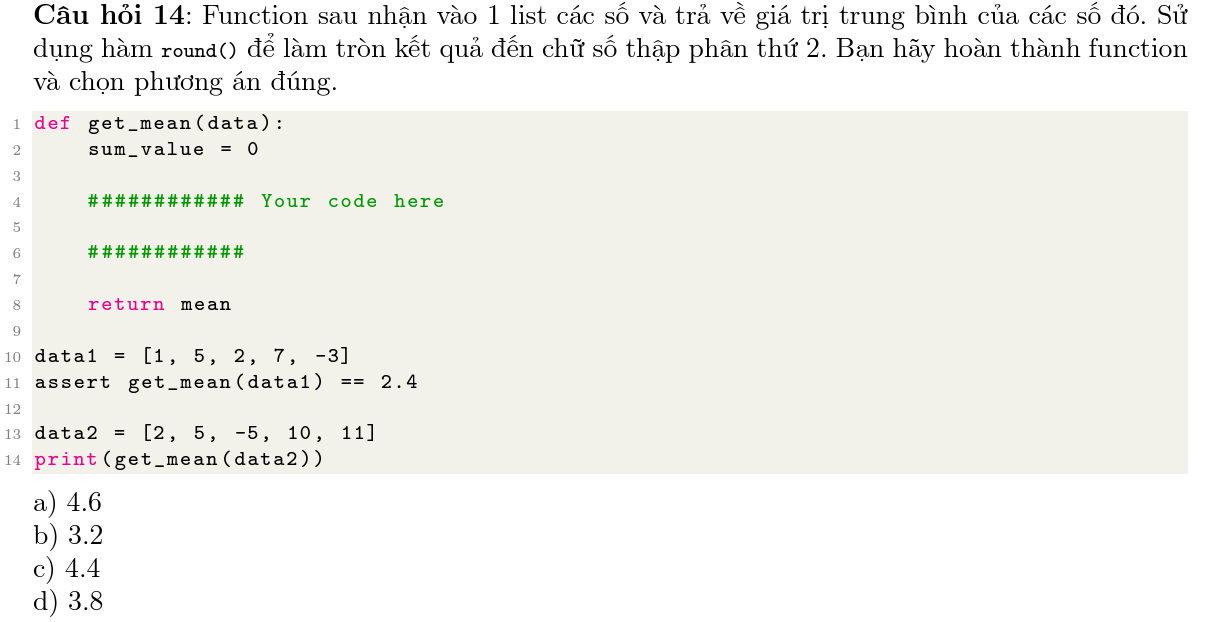 Câu hỏi 14: Function sau nhận vào 1 list các số và trả về giá trị trung bình của các số đó. Sử
dụng hàm round() để làm tròn kết quả đến chữ số thập phân thứ 2. Bạn hãy hoàn thành function
và chọn phương án đúng.
1 def get_mean(data):
2     sum_value = 0
3
4     ############ Your code here
5
6     ############
7
8     return mean
9
10 data1 = [1, 5, 2, 7, -3]
11 assert get_mean(data1) == 2.4
12
13 data2 = [2, 5, -5, 10, 11]
14 print(get_mean(data2))
a) 4.6
b) 3.2
c) 4.4
d) 3.8